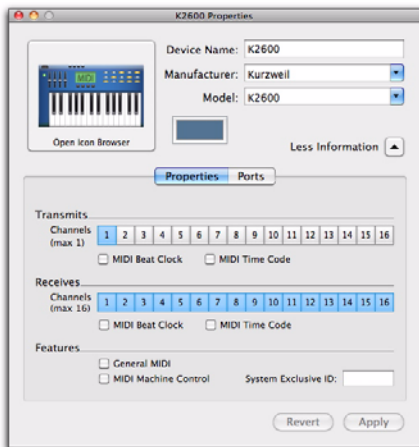 K2600 Properties
MIDI
Open Icon Browser
Device Name: K2600
Manufacturer: Kurzweil
Model: K2600
Less Information
Properties Ports
Transmits
Channels (max 1) 1 2 3 4 5 6 7 8 9 10 11 12 13 14 15 16
MIDI Beat Clock MIDI Time Code
Receives
Channels (max 16) 1 2 3 4 5 6 7 8 9 10 11 12 13 14 15 16
MIDI Beat Clock MIDI Time Code
Features
General MIDI
MIDI Machine Control System Exclusive ID:
Revert Apply